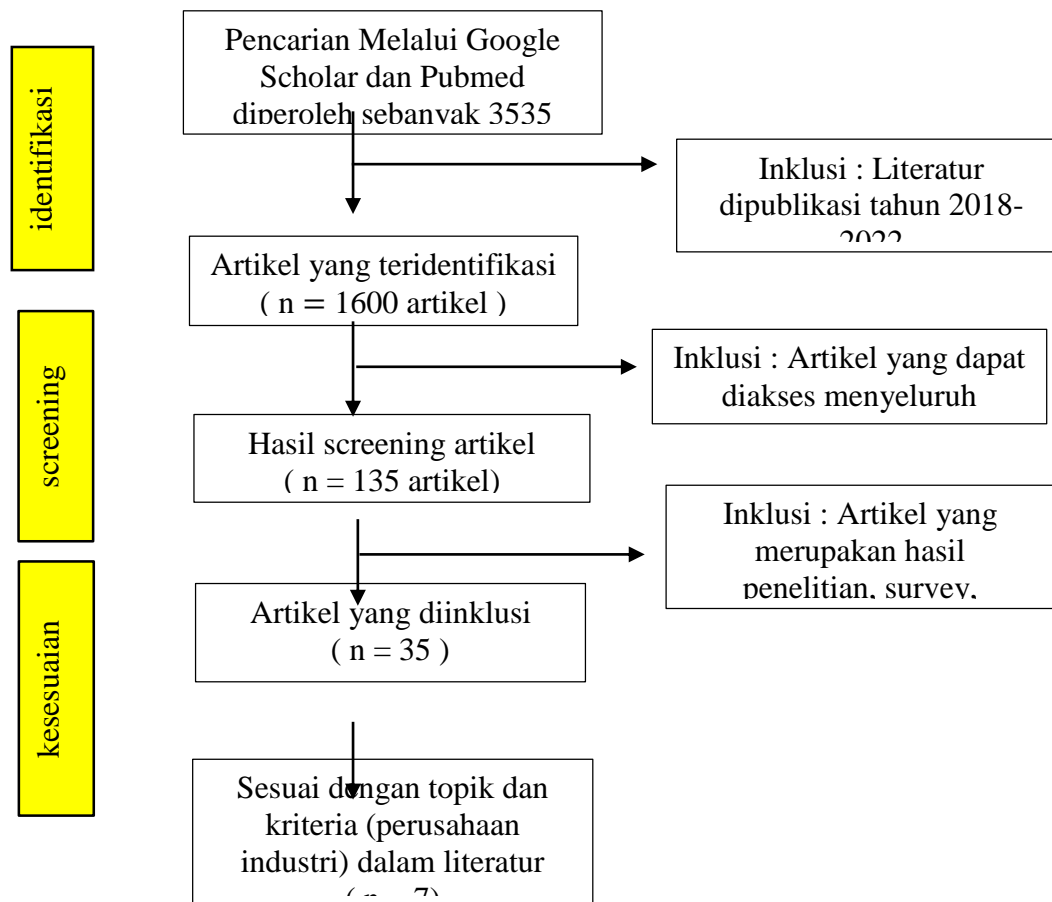 identifikasi
Pencarian Melalui Google
Scholar dan Pubmed
diperoleh sebanyak 3535
Inklusi : Literatur
dipublikasi tahun 2018-
2022
Artikel yang teridentifikasi
( n = 1600 artikel )
screening
Inklusi : Artikel yang dapat
diakses menyeluruh
Hasil screening artikel
( n = 135 artikel)
Inklusi : Artikel yang
merupakan hasil
penelitian, survey,
kesesuaian
Artikel yang diinklusi
( n = 35 )
Sesuai dengan topik dan
kriteria (perusahaan
industri) dalam literatur
( n = 7)